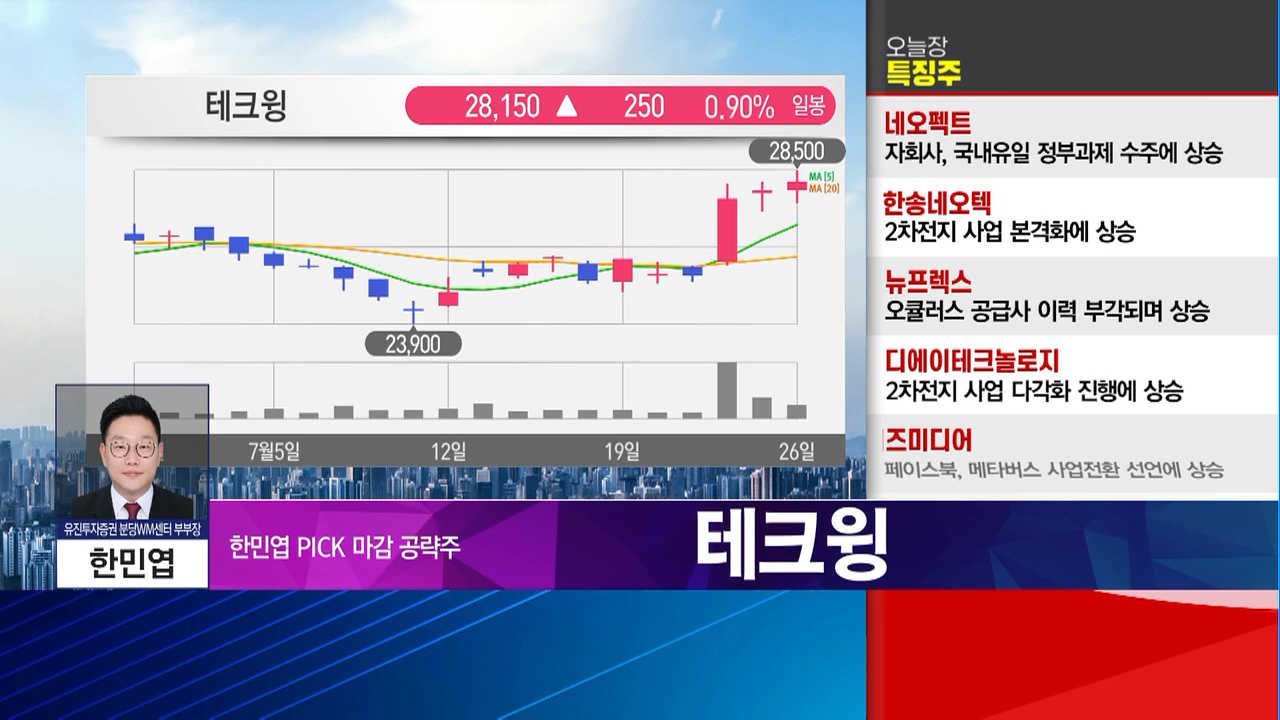 테크윙
28,150 ▲ 250 0.90% 일봉
28,500
MA [5]
MA [20]
23,900
7월5일 12일 19일 26일
유진투자증권 분당WM센터 부부장
한민엽
한민엽 PICK 마감 공략주
테크윙
오늘장
특징주
네오펙트
자회사, 국내유일 정부과제 수주에 상승
한송네오텍
2차전지 사업 본격화에 상승
뉴프렉스
오큘러스 공급사 이력 부각되며 상승
디에이테크놀로지
2차전지 사업 다각화 진행에 상승
즈미디어
페이스북, 메타버스 사업전환 선언에 상승